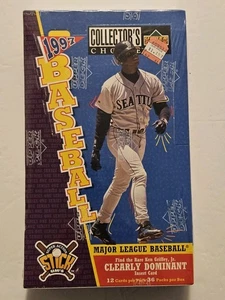 COLLECTOR'S
CHOICE
1997
BASEBALL
SEATTLE
MAJOR LEAGUE BASEBALL
Find the Rare Ken Griffey, Jr.
CLEARLY DOMINANT
Insert Card
12 Cards per Pack/36 Packs per Box